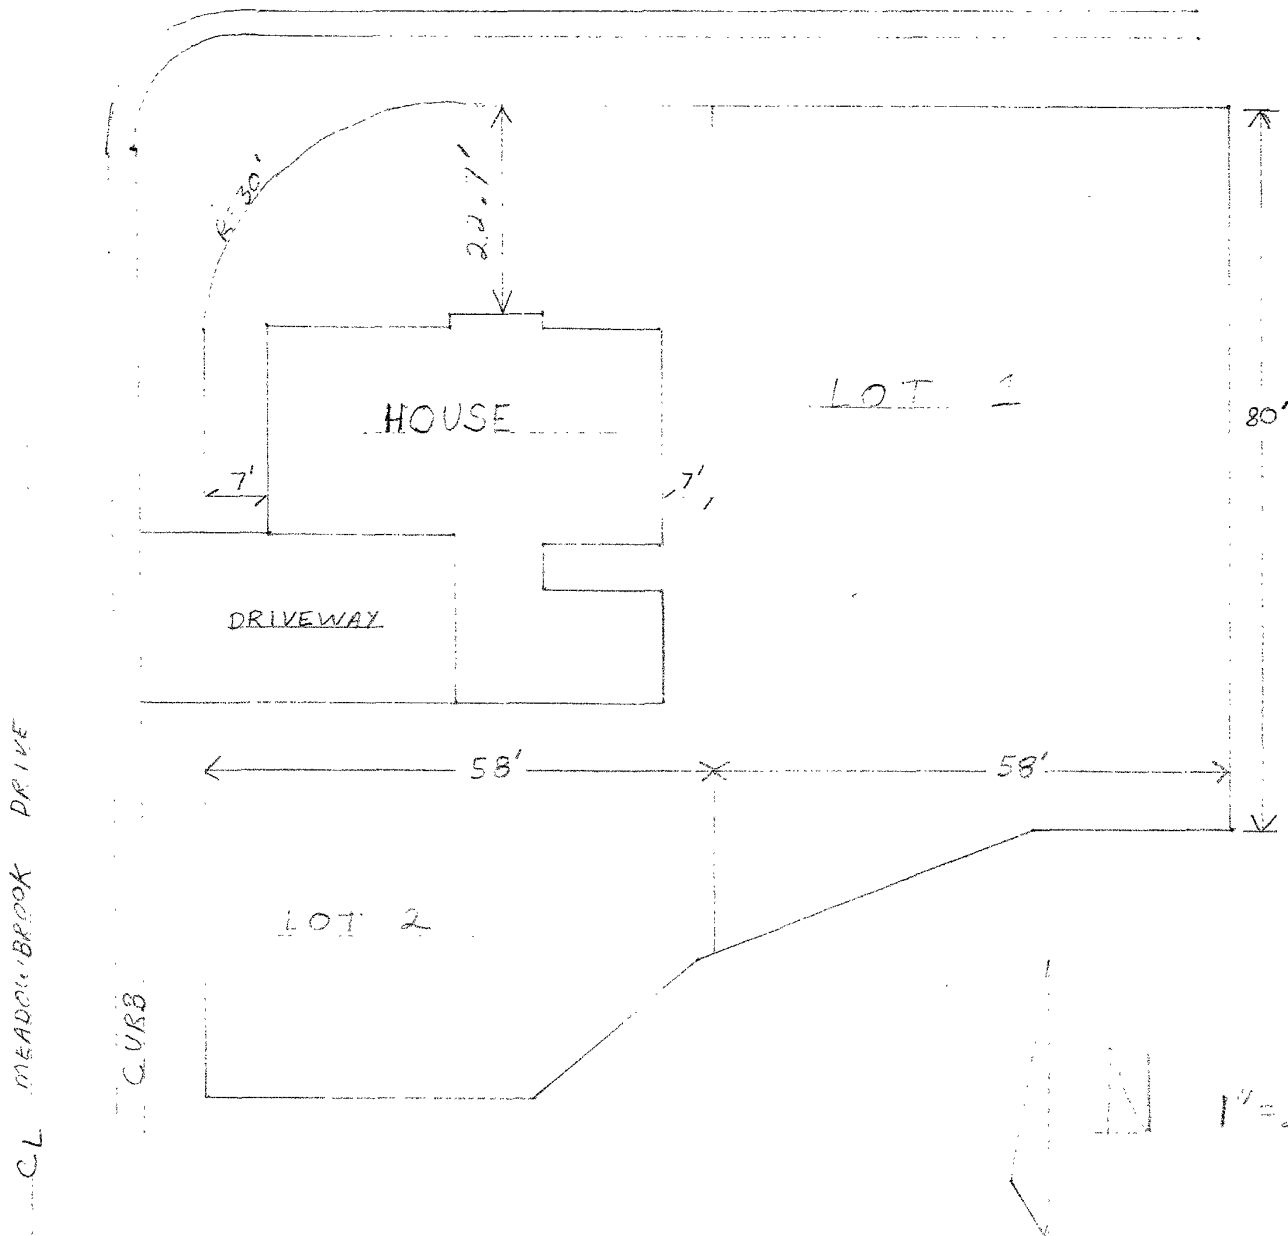 R=30'
22.7'
HOUSE
LOT 1
80'
7'
7'
DRIVEWAY
58'
58'
LOT 2
CL MEADOWBROOK DRIVE
CURB
N